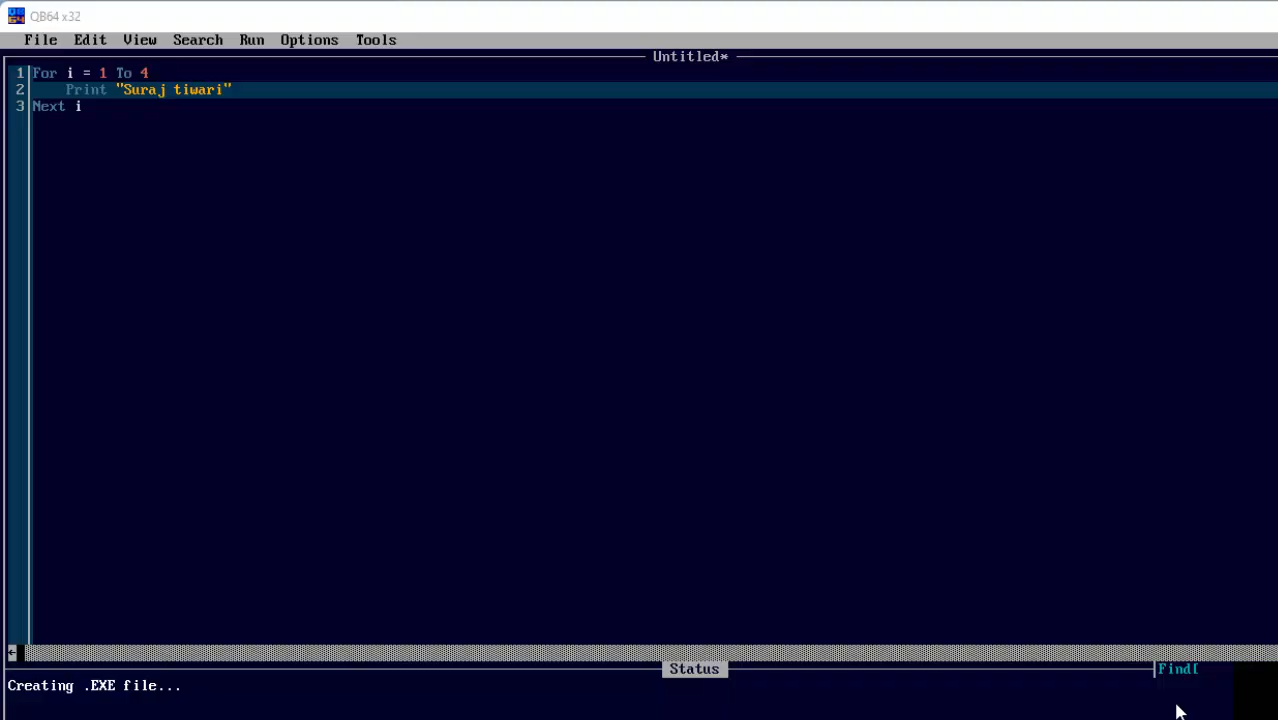 QB64 x32
File Edit View Search Run Options Tools
Untitled*
1 For i = 1 To 4
2 Print "Suraj tiwari"
3 Next i
Status
Find[
Creating .EXE file...